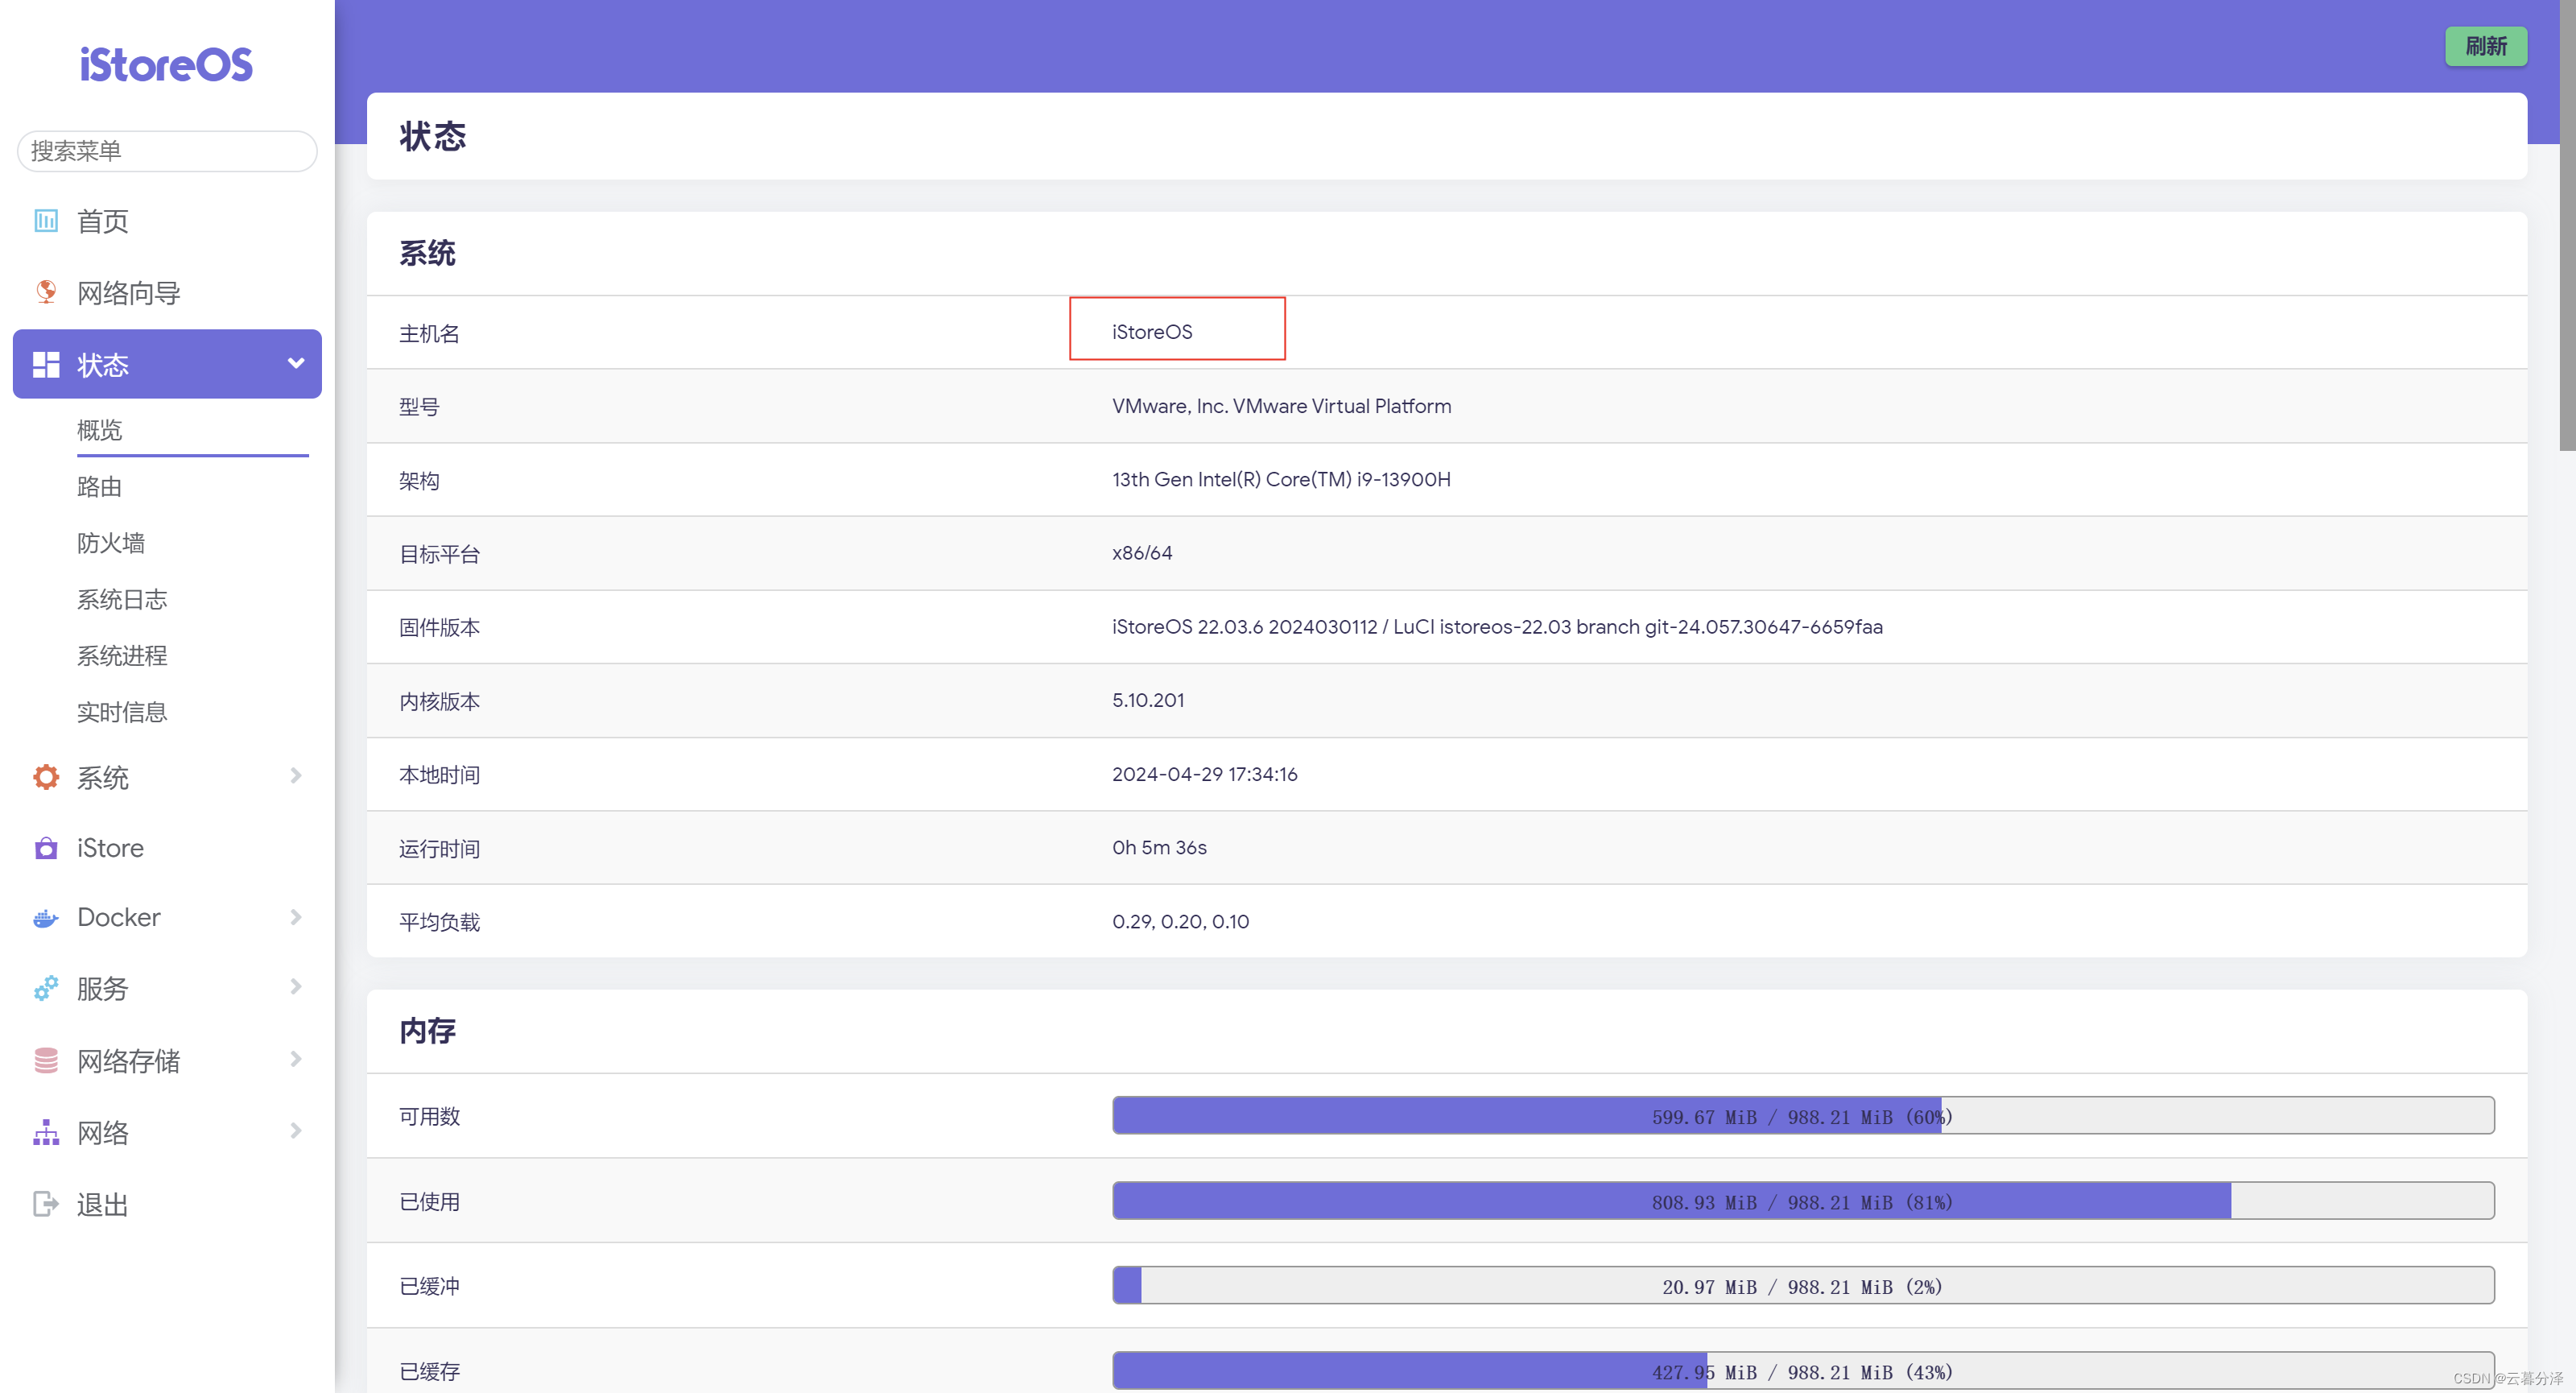 iStoreOS
搜索菜单
首页
网络向导
状态
概览
路由
防火墙
系统日志
系统进程
实时信息
系统
iStore
Docker
服务
网络存储
网络
退出
刷新
状态
系统
主机名 iStoreOS
型号 VMware, Inc. VMware Virtual Platform
架构 13th Gen Intel(R) Core(TM) i9-13900H
目标平台 x86/64
固件版本 iStoreOS 22.03.6 2024030112 / LuCI istoreos-22.03 branch git-24.057.30647-6659faa
内核版本 5.10.201
本地时间 2024-04-29 17:34:16
运行时间 0h 5m 36s
平均负载 0.29, 0.20, 0.10
内存
可用数 599.67 MiB / 988.21 MiB (60%)
已使用 808.93 MiB / 988.21 MiB (81%)
已缓冲 20.97 MiB / 988.21 MiB (2%)
已缓存 427.95 MiB / 988.21 MiB (43%)
CSDN @云暮分泽